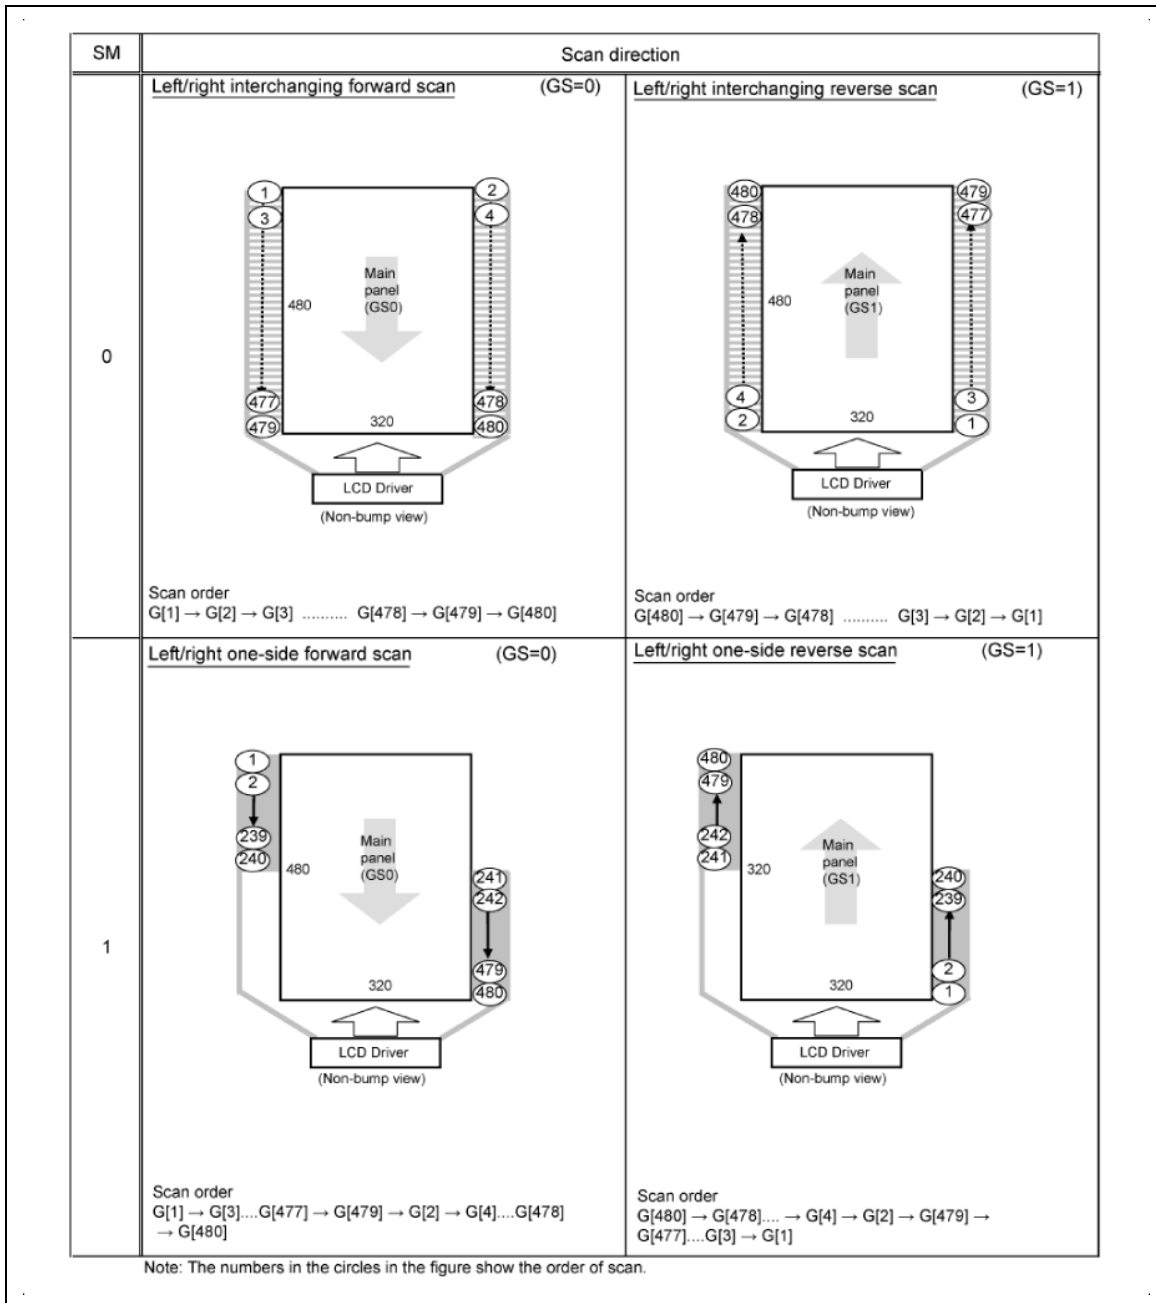 SM
Scan direction
Left/right interchanging forward scan (GS=0)
1
2
3
4
Main
panel
(GS0)
480
477
478
479
480
320
LCD Driver
(Non-bump view)
Scan order
G[1] → G[2] → G[3] .......... G[478] → G[479] → G[480]
Left/right interchanging reverse scan (GS=1)
480
479
478
477
Main
panel
(GS1)
480
4
3
2
1
320
LCD Driver
(Non-bump view)
Scan order
G[480] → G[479] → G[478] .......... G[3] → G[2] → G[1]
0
Left/right one-side forward scan (GS=0)
1
2
239
240
Main
panel
(GS0)
480
241
242
479
480
320
LCD Driver
(Non-bump view)
Scan order
G[1] → G[3]....G[477] → G[479] → G[2] → G[4]....G[478]
→ G[480]
Left/right one-side reverse scan (GS=1)
480
479
242
241
Main
panel
(GS1)
320
240
239
2
1
320
LCD Driver
(Non-bump view)
Scan order
G[480] → G[478].... → G[4] → G[2] → G[479] →
G[477]....G[3] → G[1]
1
Note: The numbers in the circles in the figure show the order of scan.